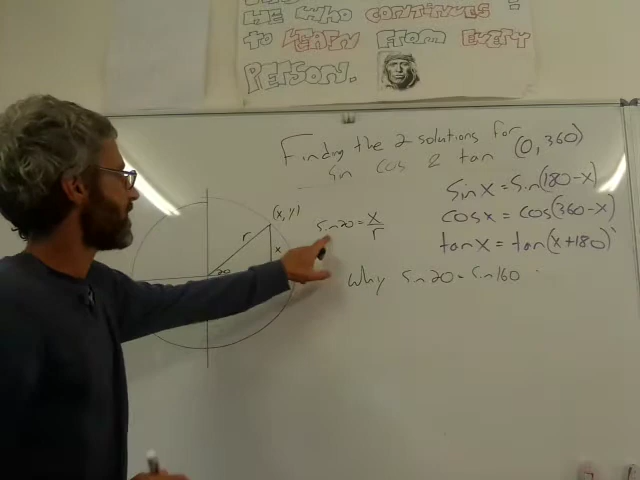 HE WHO CONTINUES
to LEARN FROM EVERY
PERSON.
Finding the 2 solutions for (0, 360)
sin cos & tan
sin x = sin(180-x)
cos x = cos(360-x)
tan x = tan(x+180)
(x, y)
r
x
20
sin 20 = x/r
Why sin 20 = sin 160